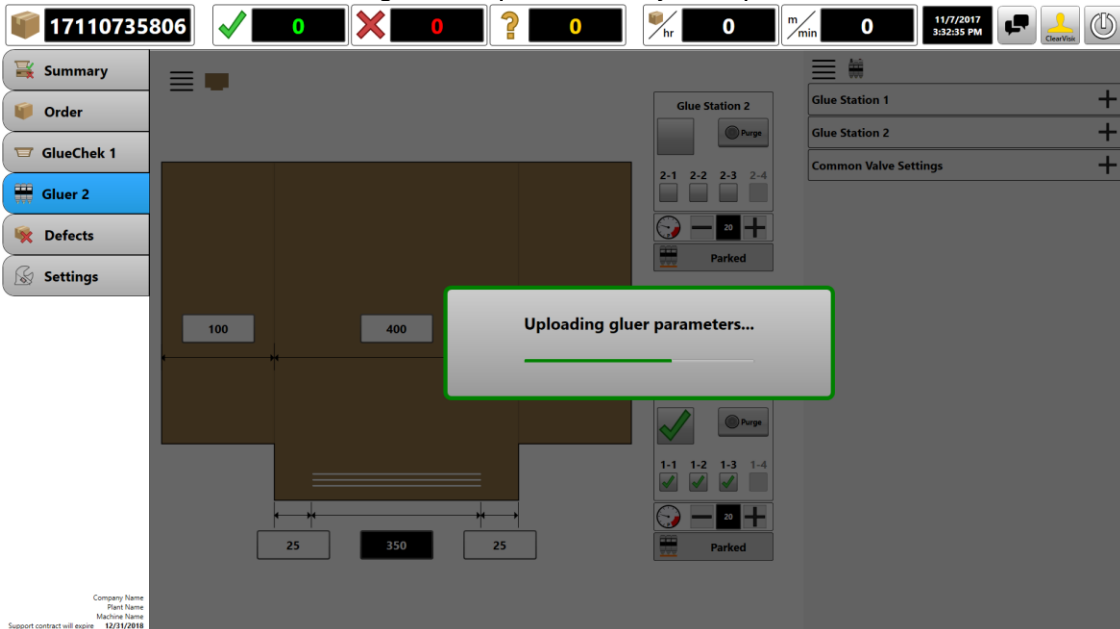 17110735806
0
0
0
hr
0
m
min
0
11/7/2017
3:32:35 PM
ClearVision
Summary
Order
GlueChek 1
Gluer 2
Defects
Settings
Glue Station 2
Purge
2-1 2-2 2-3 2-4
20
Parked
Glue Station 1
Glue Station 2
Common Valve Settings
100
400
Uploading gluer parameters...
Purge
1-1 1-2 1-3 1-4
20
Parked
25
350
25
Company Name
Plant Name
Machine Name
Support contract will expire 12/31/2018